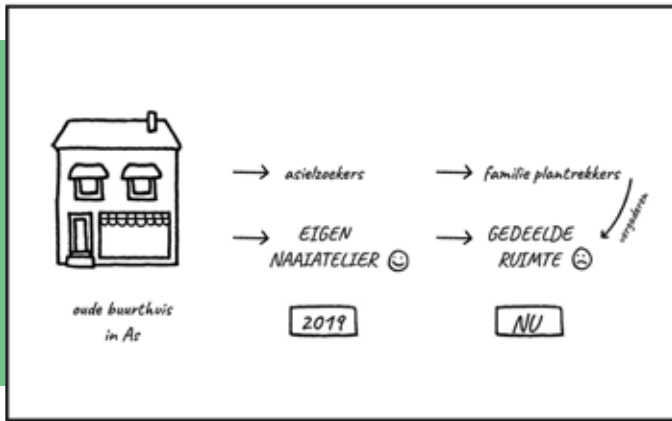 asielzoekers
familie plantrekkers
vergaderen
EIGEN
NAAIATELIER
GEDEELDE
RUIMTE
oude buurthuis
in As
2019
NU